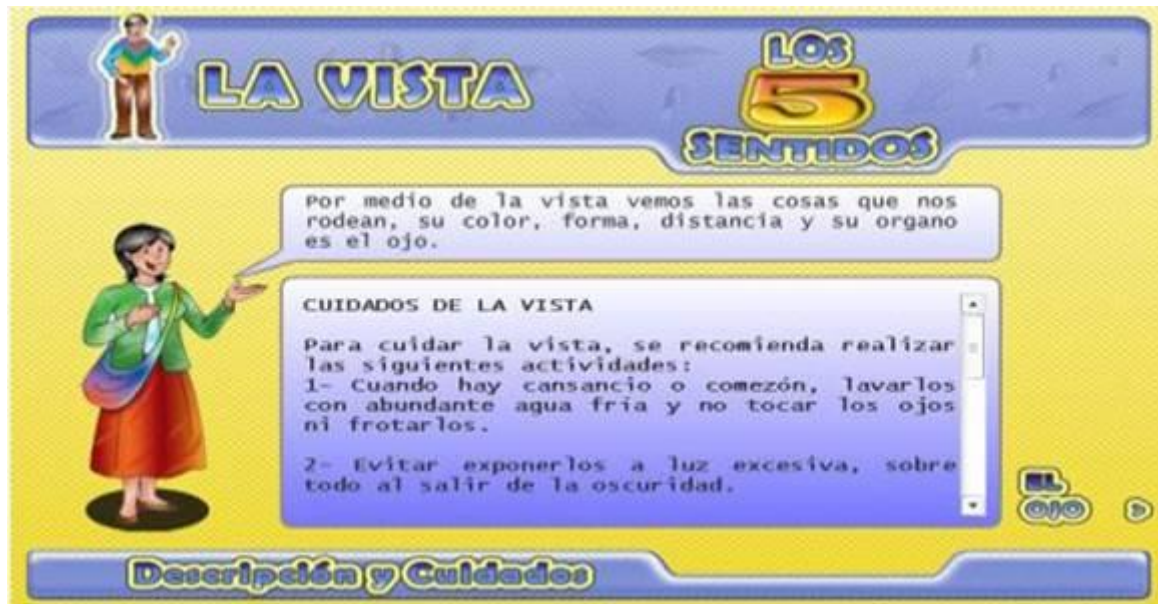 LA VISTA
LOS
5
SENTIDOS
Por medio de la vista vemos las cosas que nos
rodean, su color, forma, distancia y su organo
es el ojo.
CUIDADOS DE LA VISTA
Para cuidar la vista, se recomienda realizar
las siguientes actividades:
1- Cuando hay cansancio o comezón, lavarlos
con abundante agua fría y no tocar los ojos
ni frotarlos.
2- Evitar exponerlos a luz excesiva, sobre
todo al salir de la oscuridad.
EL
OJO
Descripción y Cuidados